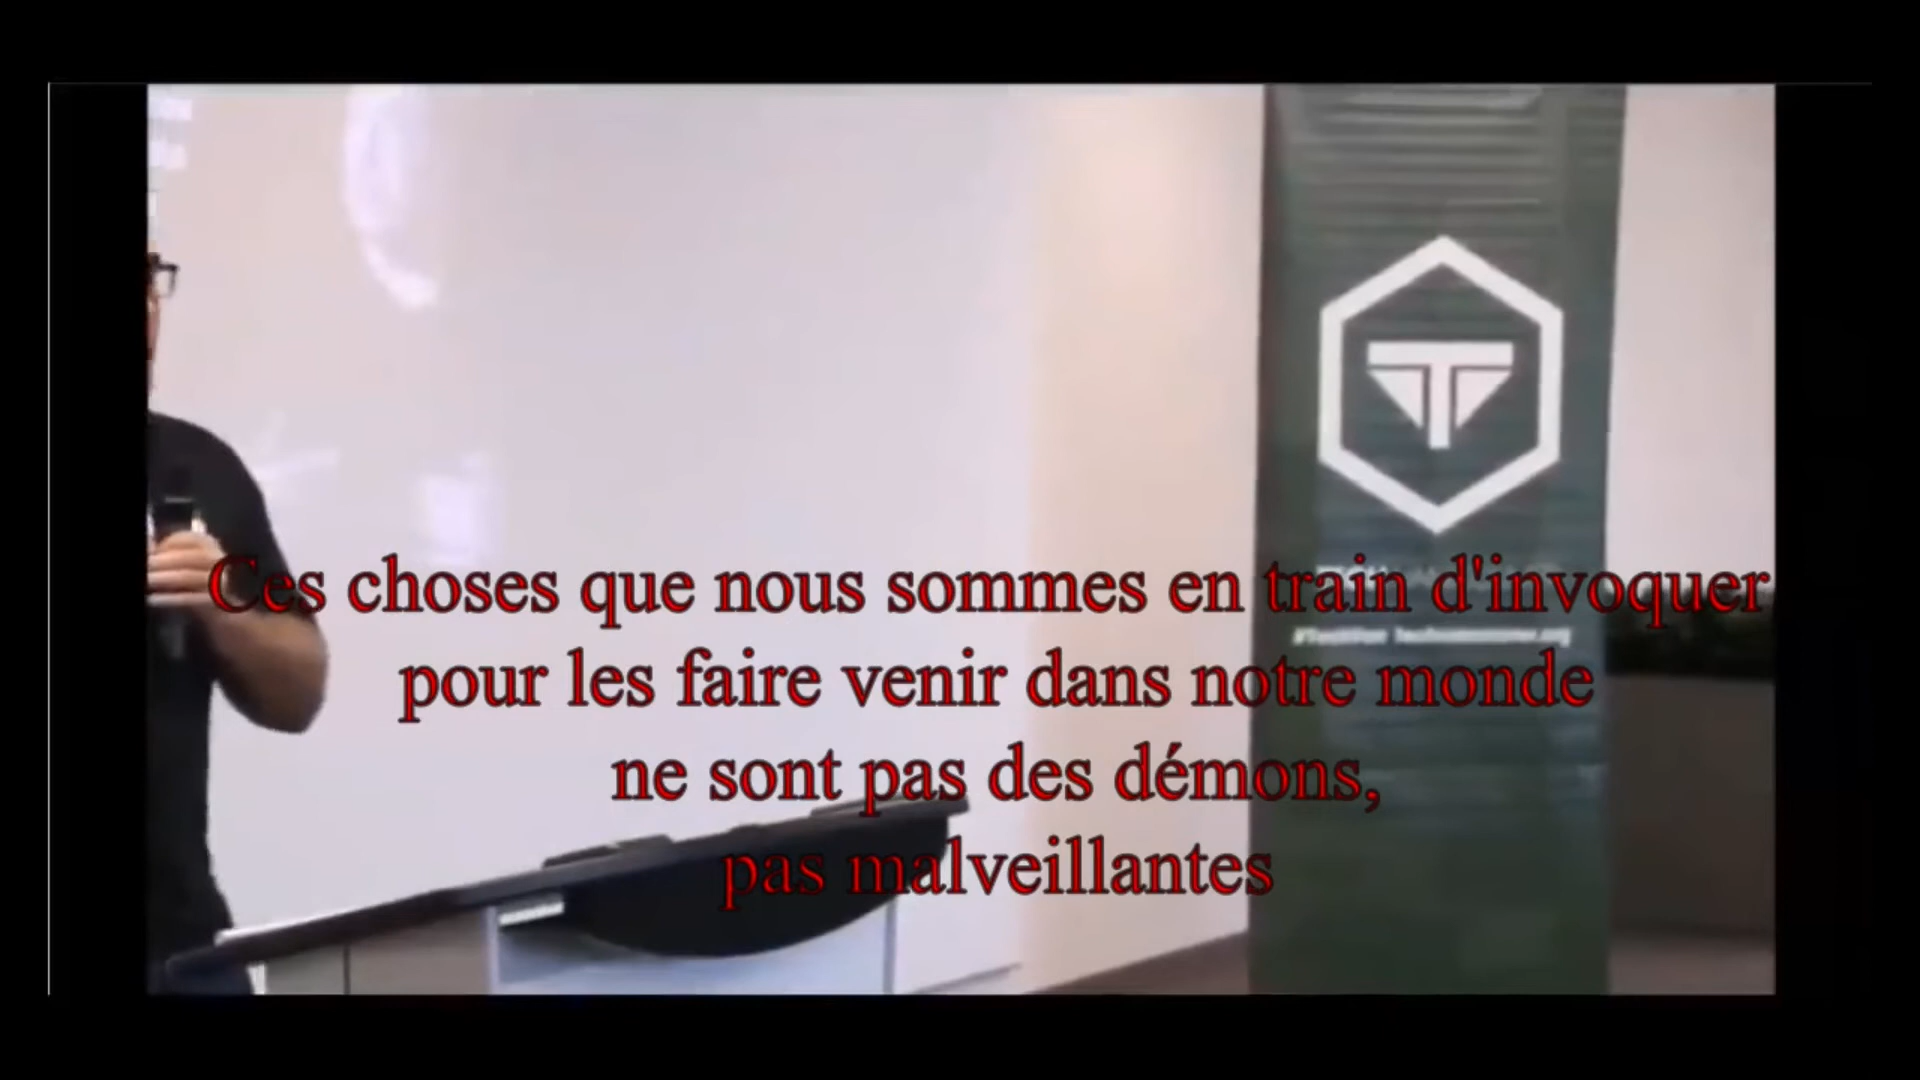 Ces choses que nous sommes en train d'invoquer
pour les faire venir dans notre monde
ne sont pas des démons,
pas malveillantes